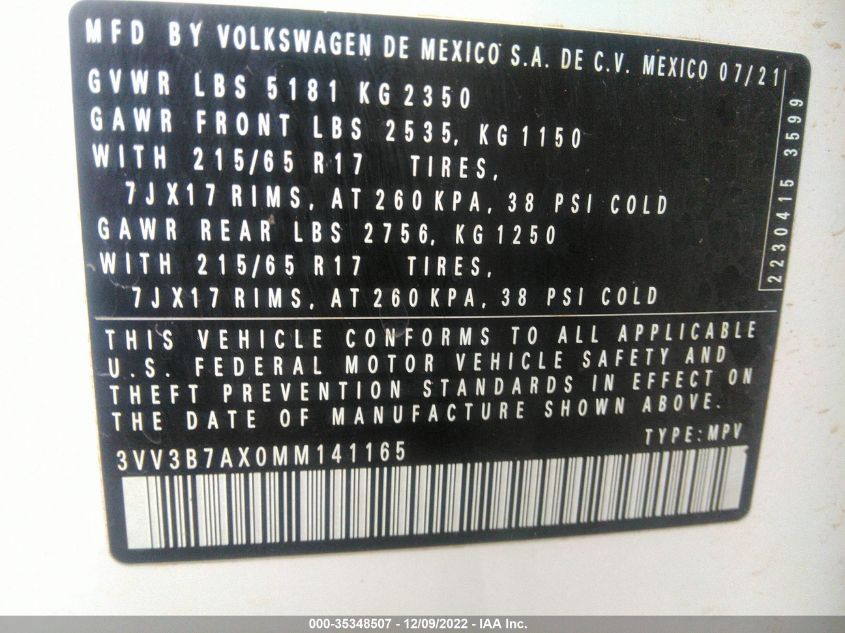 MFD BY VOLKSWAGEN DE MEXICO S.A. DE C.V. MEXICO 07/21
GVWR LBS 5181 KG 2350
GAWR FRONT LBS 2535, KG 1150
WITH 215/65 R17 TIRES,
7JX17 RIMS, AT 260 KPA, 38 PSI COLD
GAWR REAR LBS 2756, KG 1250
WITH 215/65 R17 TIRES,
7JX17 RIMS, AT 260 KPA, 38 PSI COLD
2230415 3599
THIS VEHICLE CONFORMS TO ALL APPLICABLE
U.S. FEDERAL MOTOR VEHICLE SAFETY AND
THEFT PREVENTION STANDARDS IN EFFECT ON
THE DATE OF MANUFACTURE SHOWN ABOVE.
3VV3B7AX0MM141165 TYPE:MPV
000-35348507 - 12/09/2022 - IAA Inc.